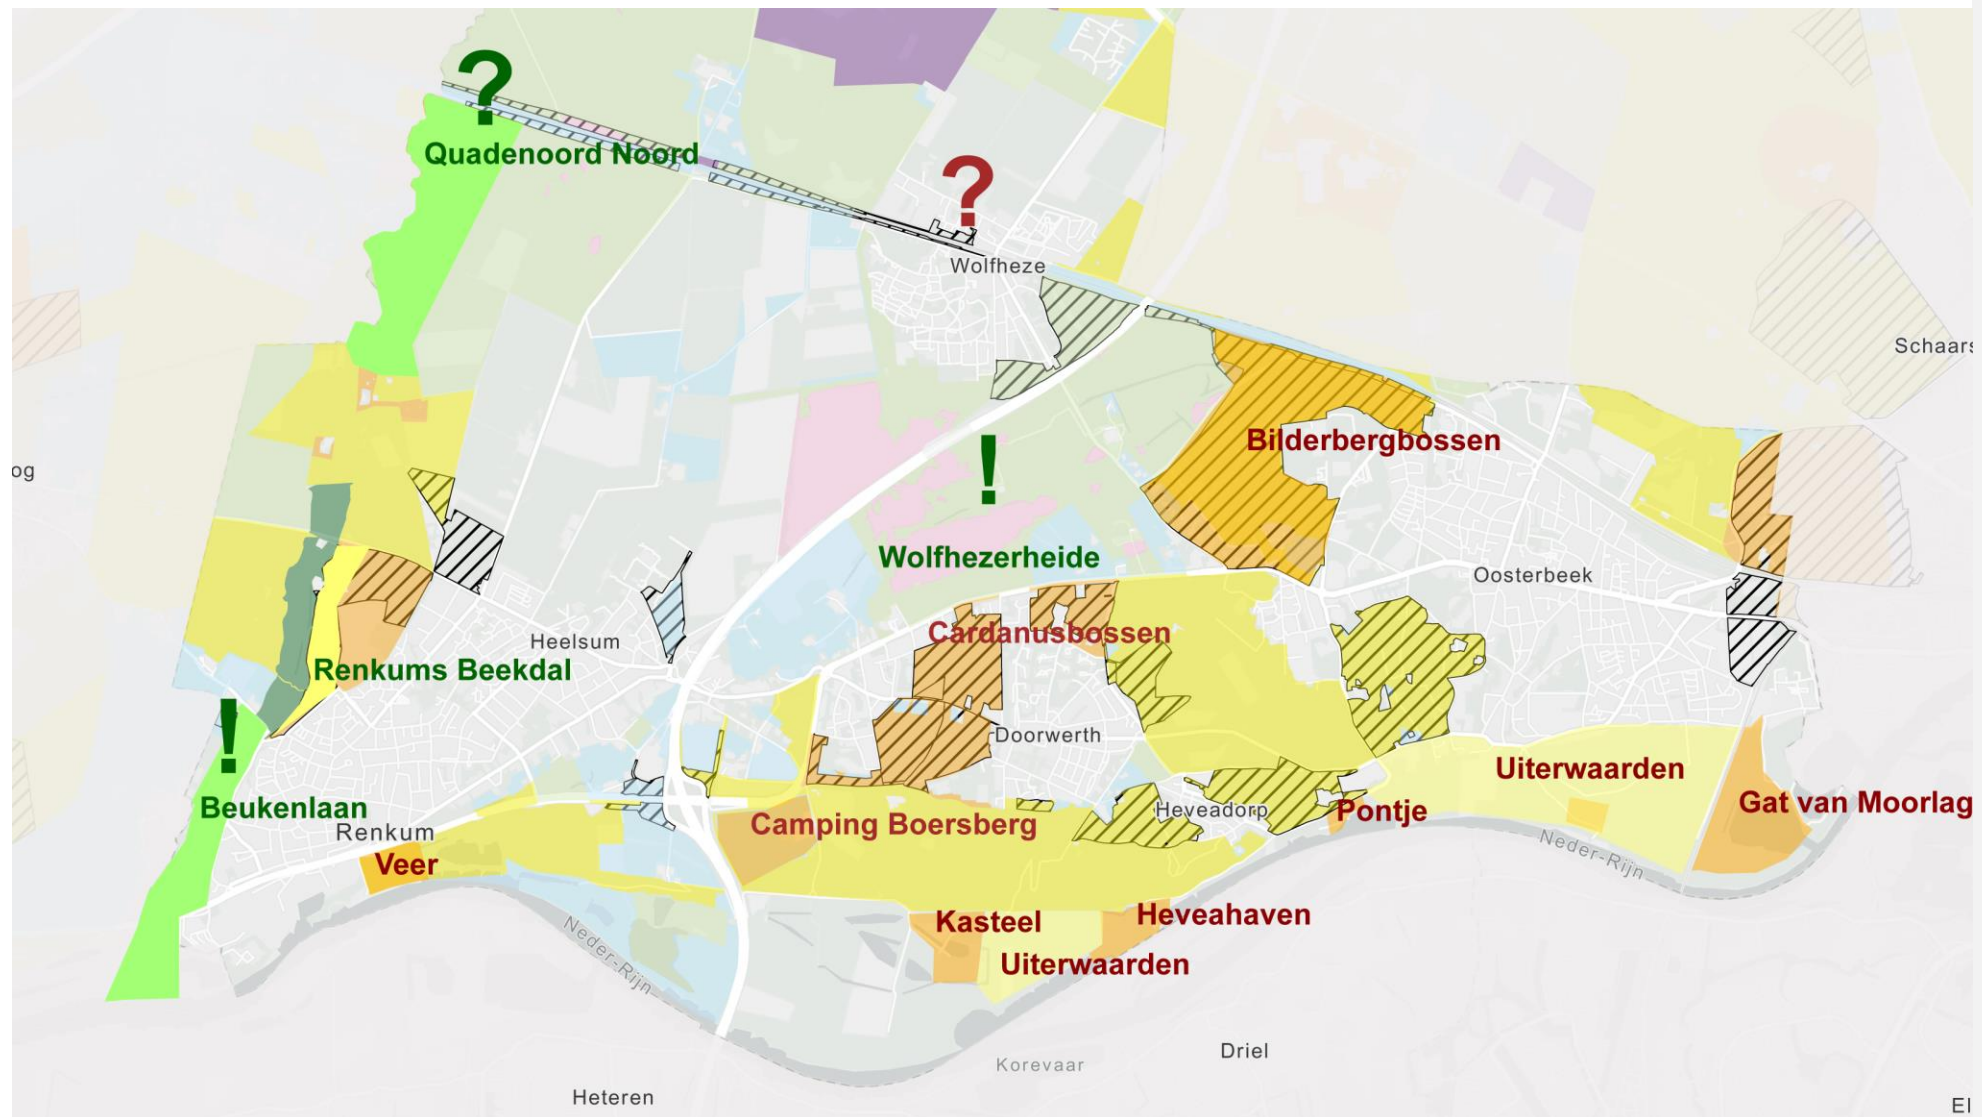 ?
Quadenoord Noord
?
Wolfheze
Schaars
Bilderbergbossen
!
og
Wolfhezerheide
Oosterbeek
Cardanusbossen
Heelsum
Renkums Beekdal
!
Doorwerth
Uiterwaarden
Beukenlaan
Gat van Moorlag
Heveadorp
Pontje
Camping Boersberg
Renkum
Neder-Rijn
Veer
Heveahaven
Kasteel
Neder-Rijn
Uiterwaarden
Driel
Korevaar
Heteren
El